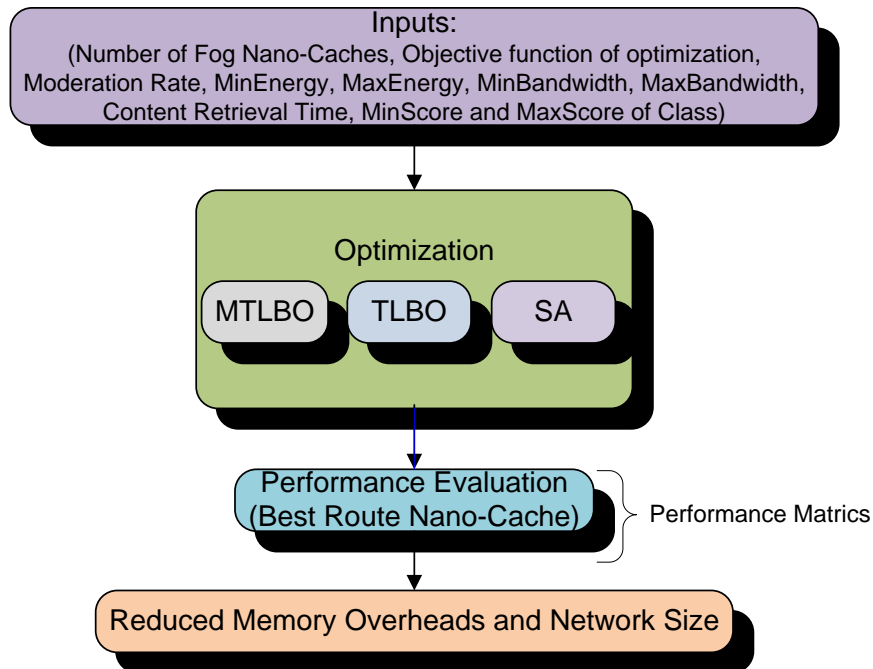 Inputs:
(Number of Fog Nano-Caches, Objective function of optimization,
Moderation Rate, MinEnergy, MaxEnergy, MinBandwidth, MaxBandwidth,
Content Retrieval Time, MinScore and MaxScore of Class)
Optimization
MTLBO
TLBO
SA
Performance Evaluation
(Best Route Nano-Cache)
Performance Matrics
Reduced Memory Overheads and Network Size